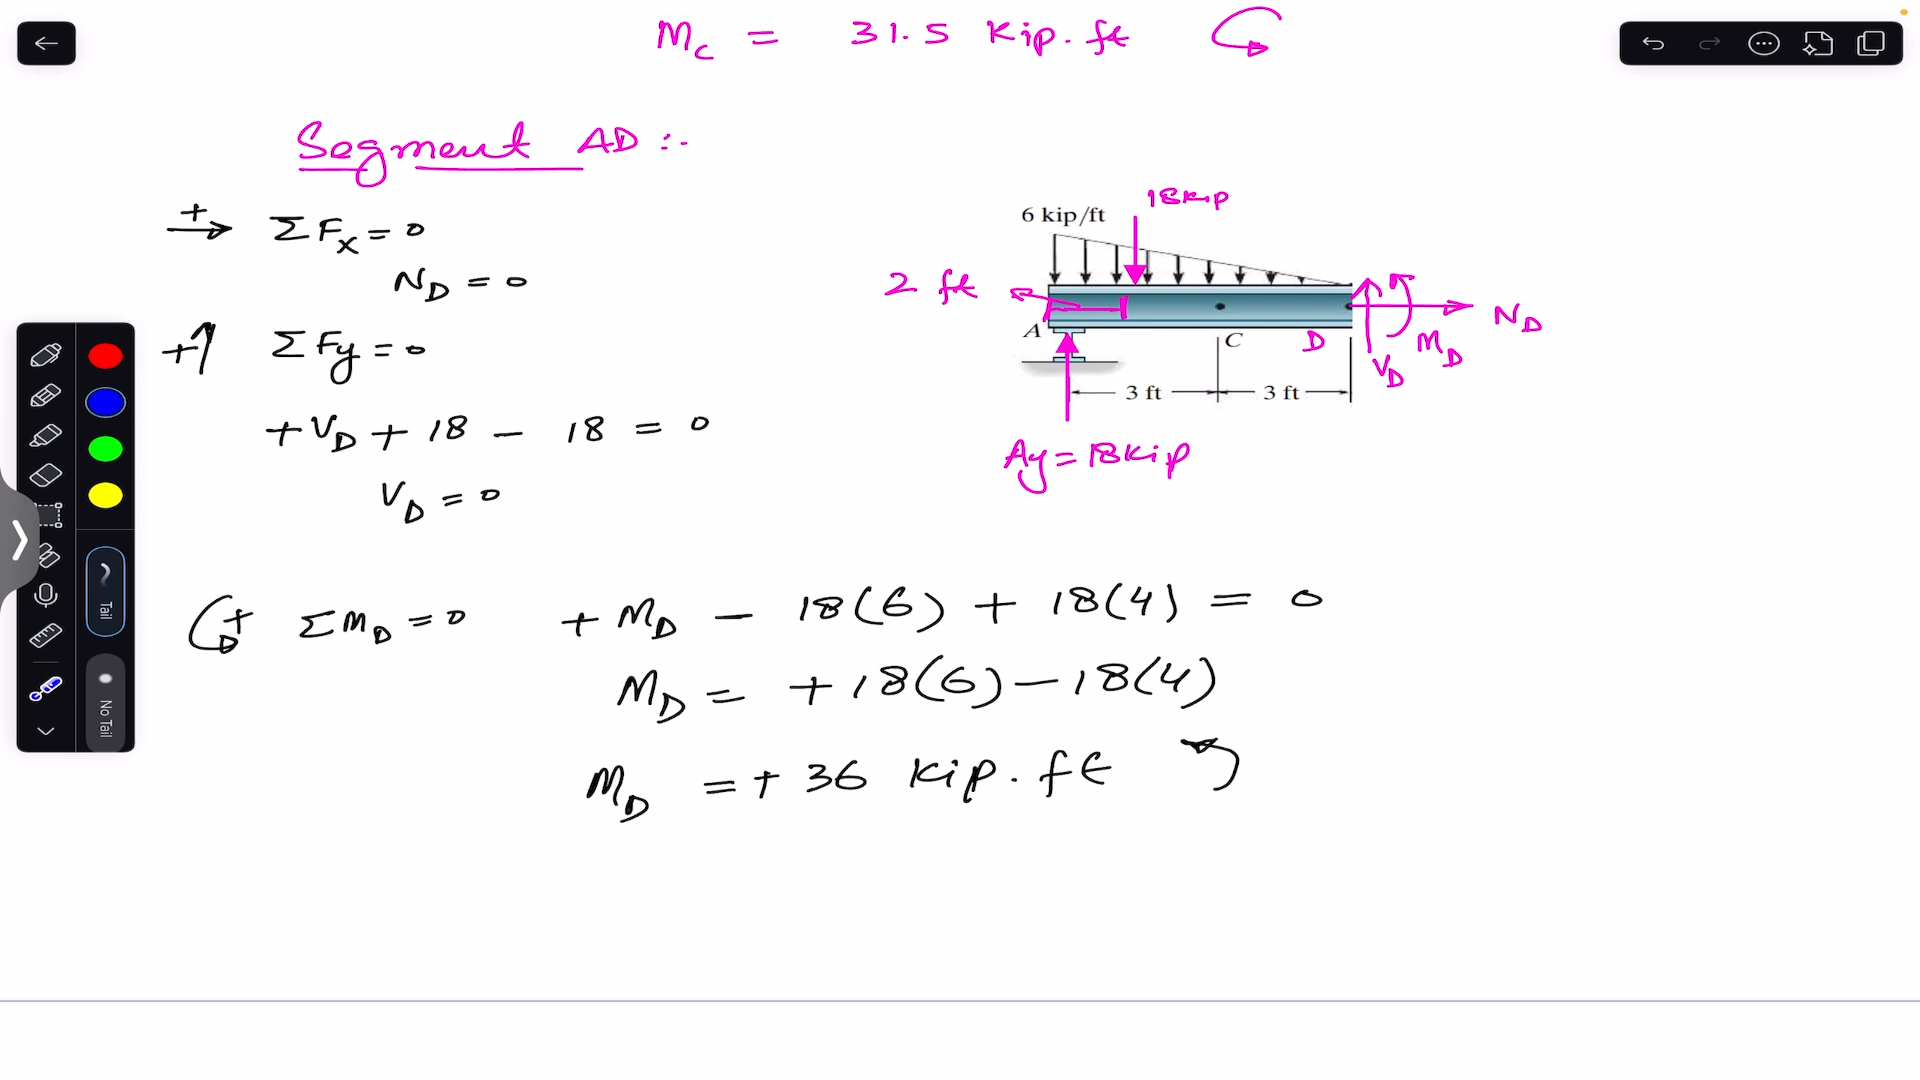 Mc = 31.5 Kip.ft
Segment AD :-
+ ΣFx = 0
ND = 0
+ ΣFy = 0
+VD + 18 - 18 = 0
VD = 0
D + ΣMD = 0 + MD - 18(6) + 18(4) = 0
MD = +18(6) - 18(4)
MD = + 36 Kip.ft
18Kip
6 kip/ft
2 ft
A
C
D
VD
MD
ND
3 ft
3 ft
Ay = 18Kip
Tail
No Tail